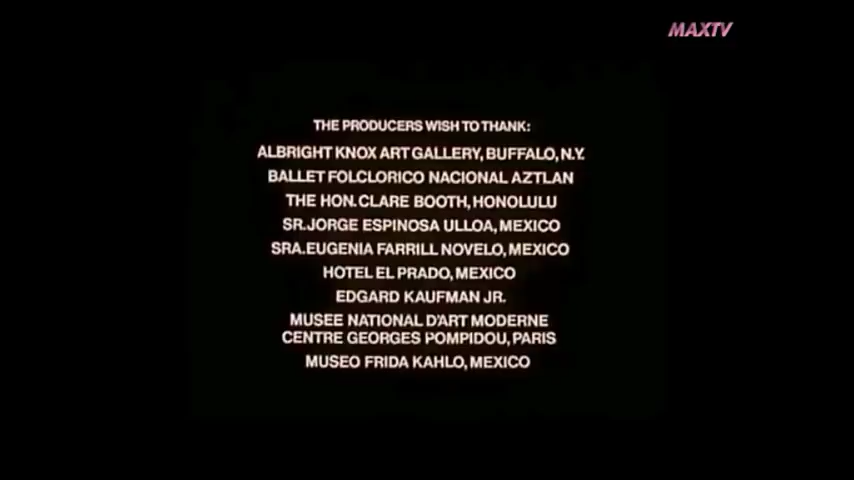 MAXTV
THE PRODUCERS WISH TO THANK:
ALBRIGHT KNOX ART GALLERY, BUFFALO, N.Y.
BALLET FOLCLORICO NACIONAL AZTLAN
THE HON. CLARE BOOTH, HONOLULU
SR. JORGE ESPINOSA ULLOA, MEXICO
SRA. EUGENIA FARRILL NOVELO, MEXICO
HOTEL EL PRADO, MEXICO
EDGARD KAUFMAN JR.
MUSEE NATIONAL D'ART MODERNE
CENTRE GEORGES POMPIDOU, PARIS
MUSEO FRIDA KAHLO, MEXICO